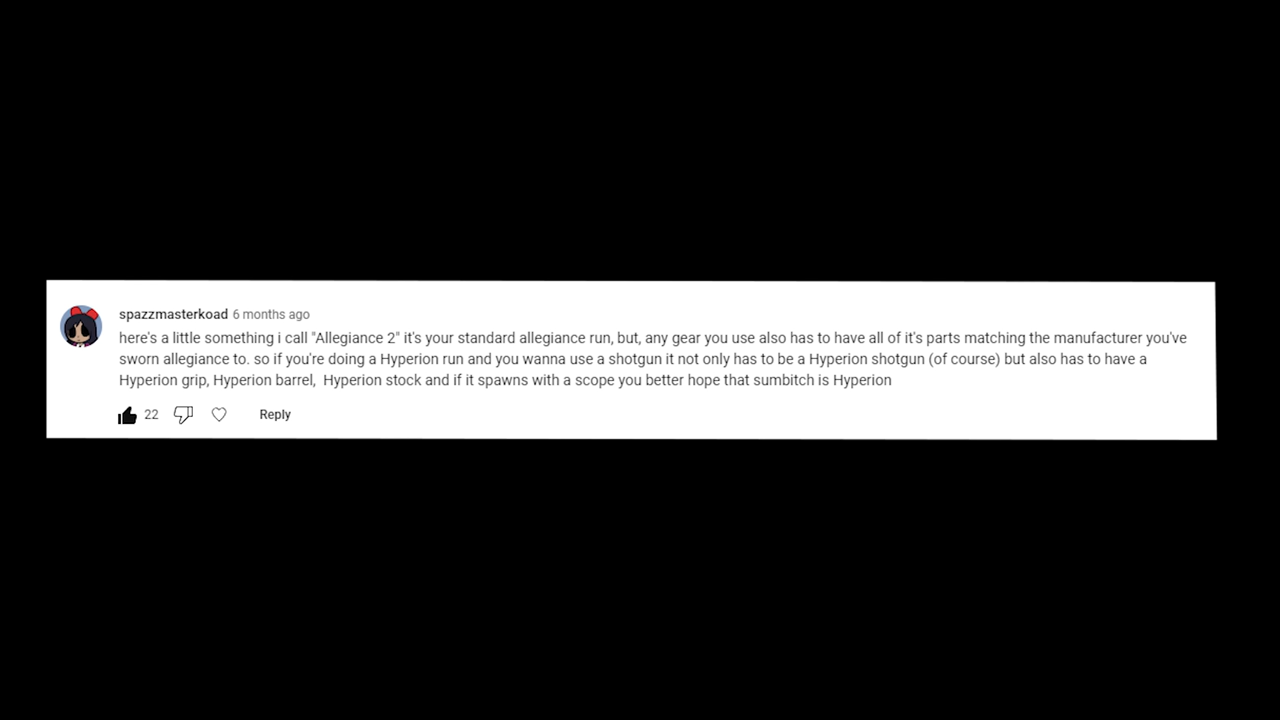 spazzmasterkoad 6 months ago
here's a little something i call "Allegiance 2" it's your standard allegiance run, but, any gear you use also has to have all of it's parts matching the manufacturer you've
sworn allegiance to. so if you're doing a Hyperion run and you wanna use a shotgun it not only has to be a Hyperion shotgun (of course) but also has to have a
Hyperion grip, Hyperion barrel,  Hyperion stock and if it spawns with a scope you better hope that sumbitch is Hyperion
22 Reply